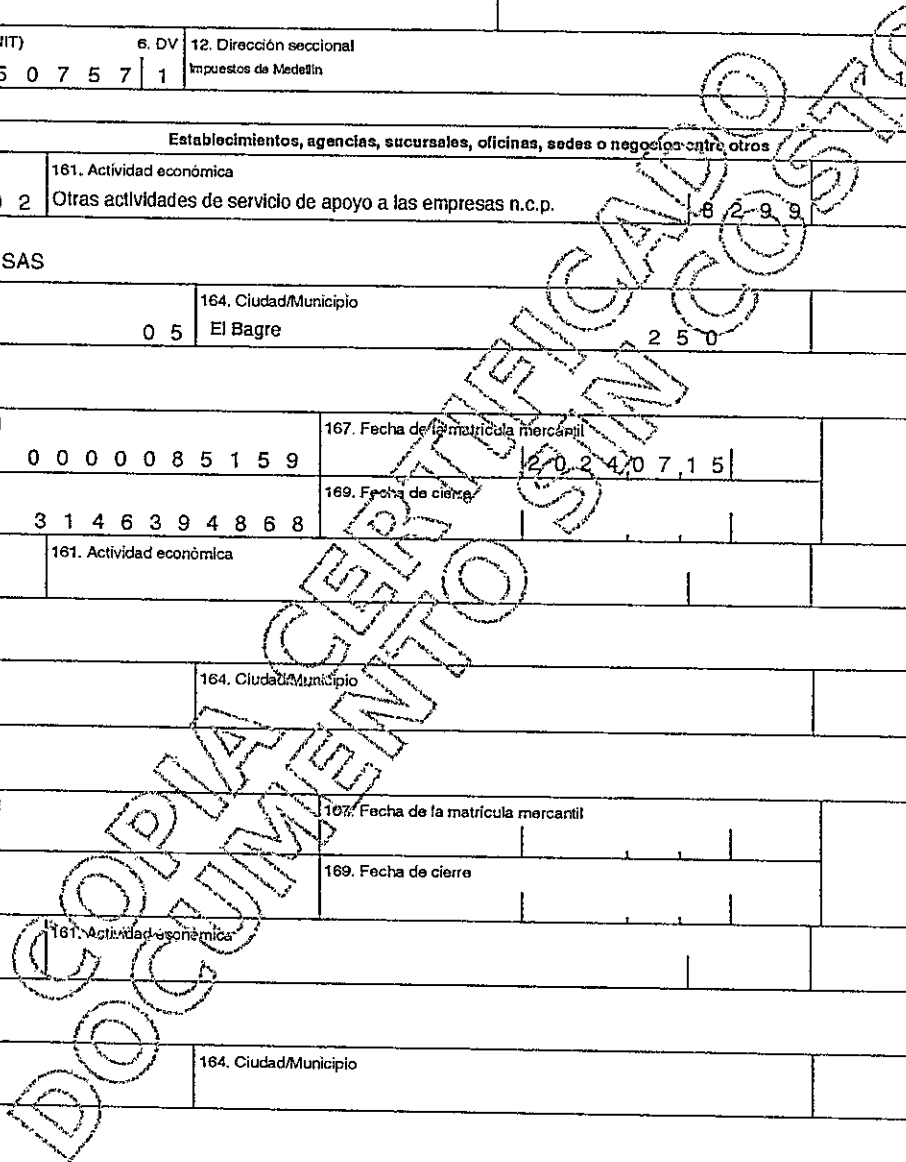 IIT) 6. DV 12. Dirección seccional
5 0 7 5 7 1 Impuestos de Medellín 1 1
Establecimientos, agencias, sucursales, oficinas, sedes o negocios entre otros
161. Actividad económica
0 2 Otras actividades de servicio de apoyo a las empresas n.c.p. 8 2 9 9
SAS
164. Ciudad/Municipio
0 5 El Bagre 2 5 0
167. Fecha de la matrícula mercantil
0 0 0 0 0 8 5 1 5 9 2 0 2 4 0 7 1 5
169. Fecha de cierre
3 1 4 6 3 9 4 8 6 8
161. Actividad económica
164. Ciudad/Municipio
167. Fecha de la matrícula mercantil
169. Fecha de cierre
161. Actividad económica
164. Ciudad/Municipio
COPIA CERTIFICADO
DOCUMENTO SIN COSTO